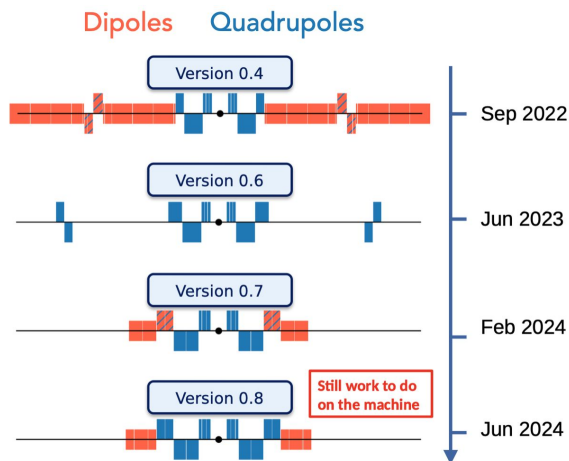 Dipoles Quadrupoles
Version 0.4
Sep 2022
Version 0.6
Jun 2023
Version 0.7
Feb 2024
Version 0.8
Still work to do
on the machine
Jun 2024